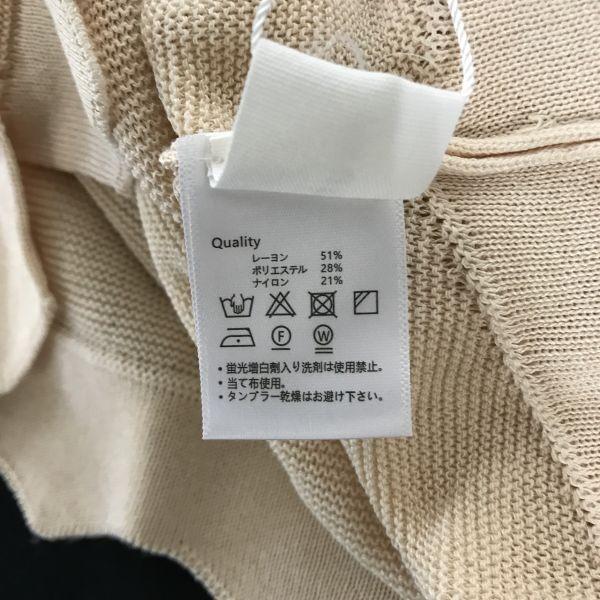 Quality
レーヨン 51%
ポリエステル 28%
ナイロン 21%
F W
・蛍光増白剤入り洗剤は使用禁止。
・当て布使用。
・タンブラー乾燥はお避け下さい。